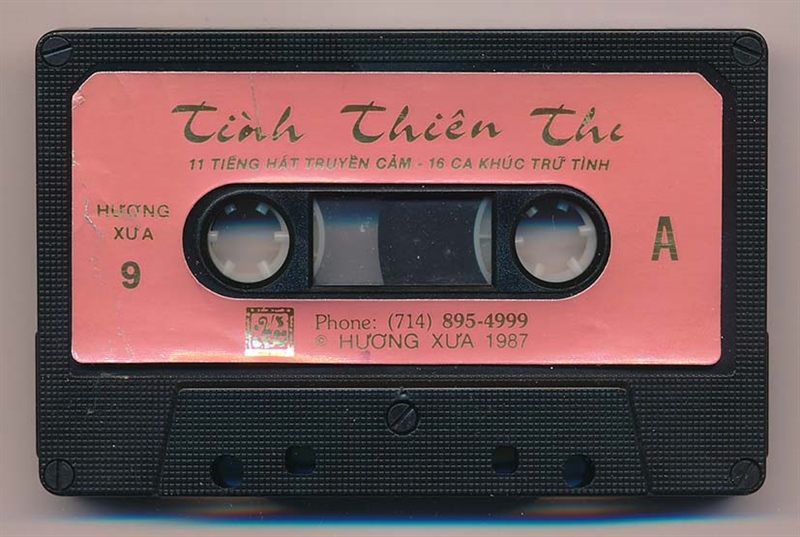 Tình Thiên Thu
11 TIẾNG HÁT TRUYỀN CẢM - 16 CA KHÚC TRỮ TÌNH
HƯƠNG
XƯA
9
A
Phone: (714) 895-4999
© HƯƠNG XƯA 1987